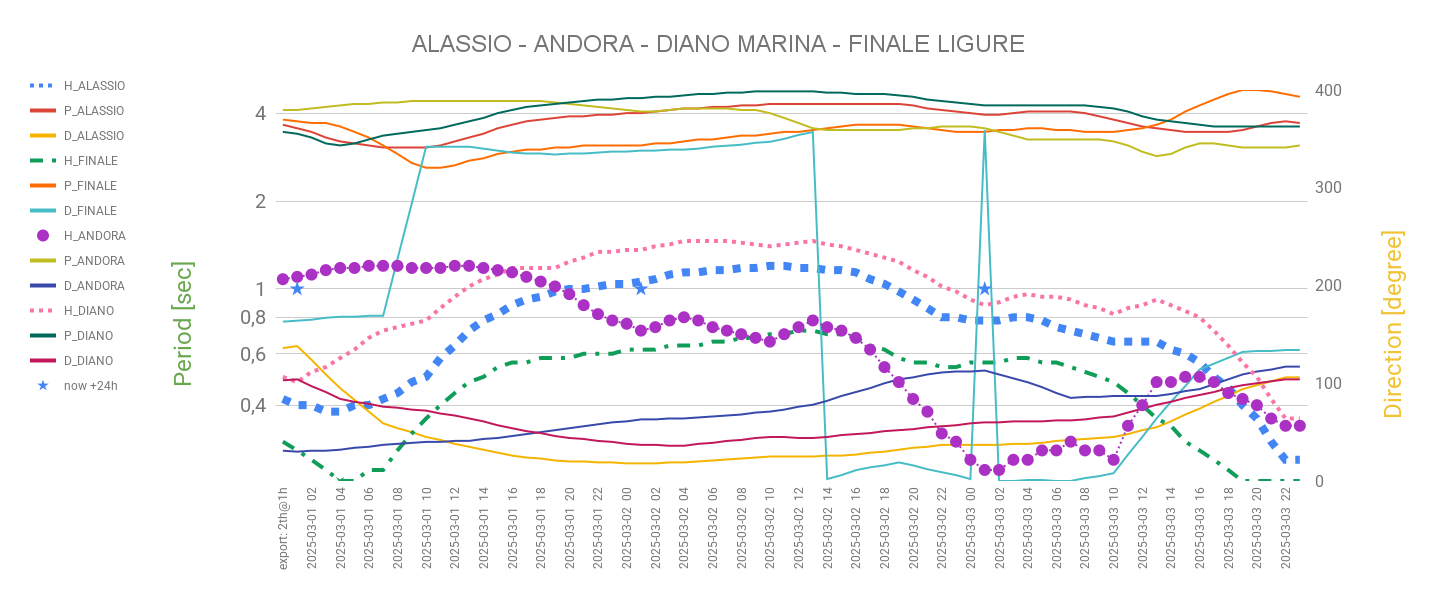 ALASSIO - ANDORA - DIANO MARINA - FINALE LIGURE
H_ALASSIO
P_ALASSIO
D_ALASSIO
H_FINALE
P_FINALE
D_FINALE
H_ANDORA
P_ANDORA
D_ANDORA
H_DIANO
P_DIANO
D_DIANO
now +24h
Period [sec]
4
2
1
0,8
0,6
0,4
400
300
200
100
0
Direction [degree]
export: 2th@1h
2025-03-01 02
2025-03-01 04
2025-03-01 06
2025-03-01 08
2025-03-01 10
2025-03-01 12
2025-03-01 14
2025-03-01 16
2025-03-01 18
2025-03-01 20
2025-03-01 22
2025-03-02 00
2025-03-02 02
2025-03-02 04
2025-03-02 06
2025-03-02 08
2025-03-02 10
2025-03-02 12
2025-03-02 14
2025-03-02 16
2025-03-02 18
2025-03-02 20
2025-03-02 22
2025-03-03 00
2025-03-03 02
2025-03-03 04
2025-03-03 06
2025-03-03 08
2025-03-03 10
2025-03-03 12
2025-03-03 14
2025-03-03 16
2025-03-03 18
2025-03-03 20
2025-03-03 22